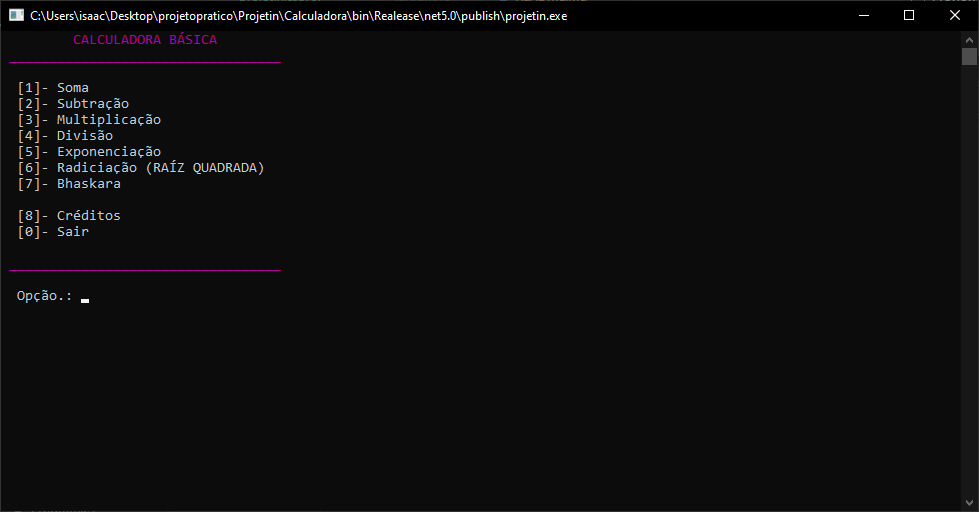 C:\Users\isaac\Desktop\projetopratico\Projetin\Calculadora\bin\Realease\net5.0\publish\projetin.exe
CALCULADORA BÁSICA
[1]- Soma
[2]- Subtração
[3]- Multiplicação
[4]- Divisão
[5]- Exponenciação
[6]- Radiciação (RAÍZ QUADRADA)
[7]- Bhaskara
[8]- Créditos
[0]- Sair
Opção.: